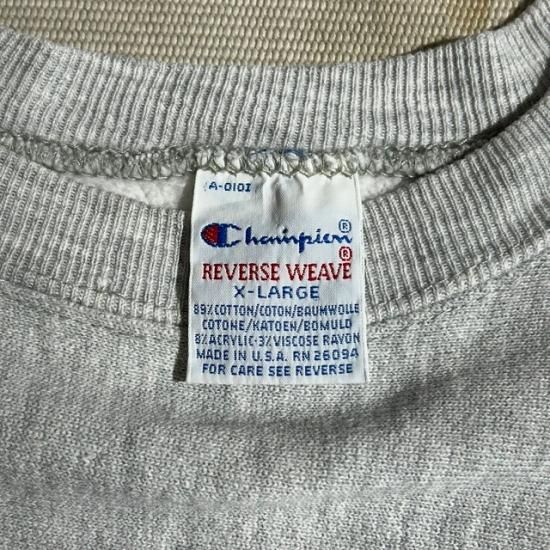 A-0101
Champion®
REVERSE WEAVE®
X-LARGE
89% COTTON/COTON/BAUMWOLLE
COTONE/KATOEN/BOMULD
8% ACRYLIC-3% VISCOSE RAYON
MADE IN U.S.A. RN 26094
FOR CARE SEE REVERSE